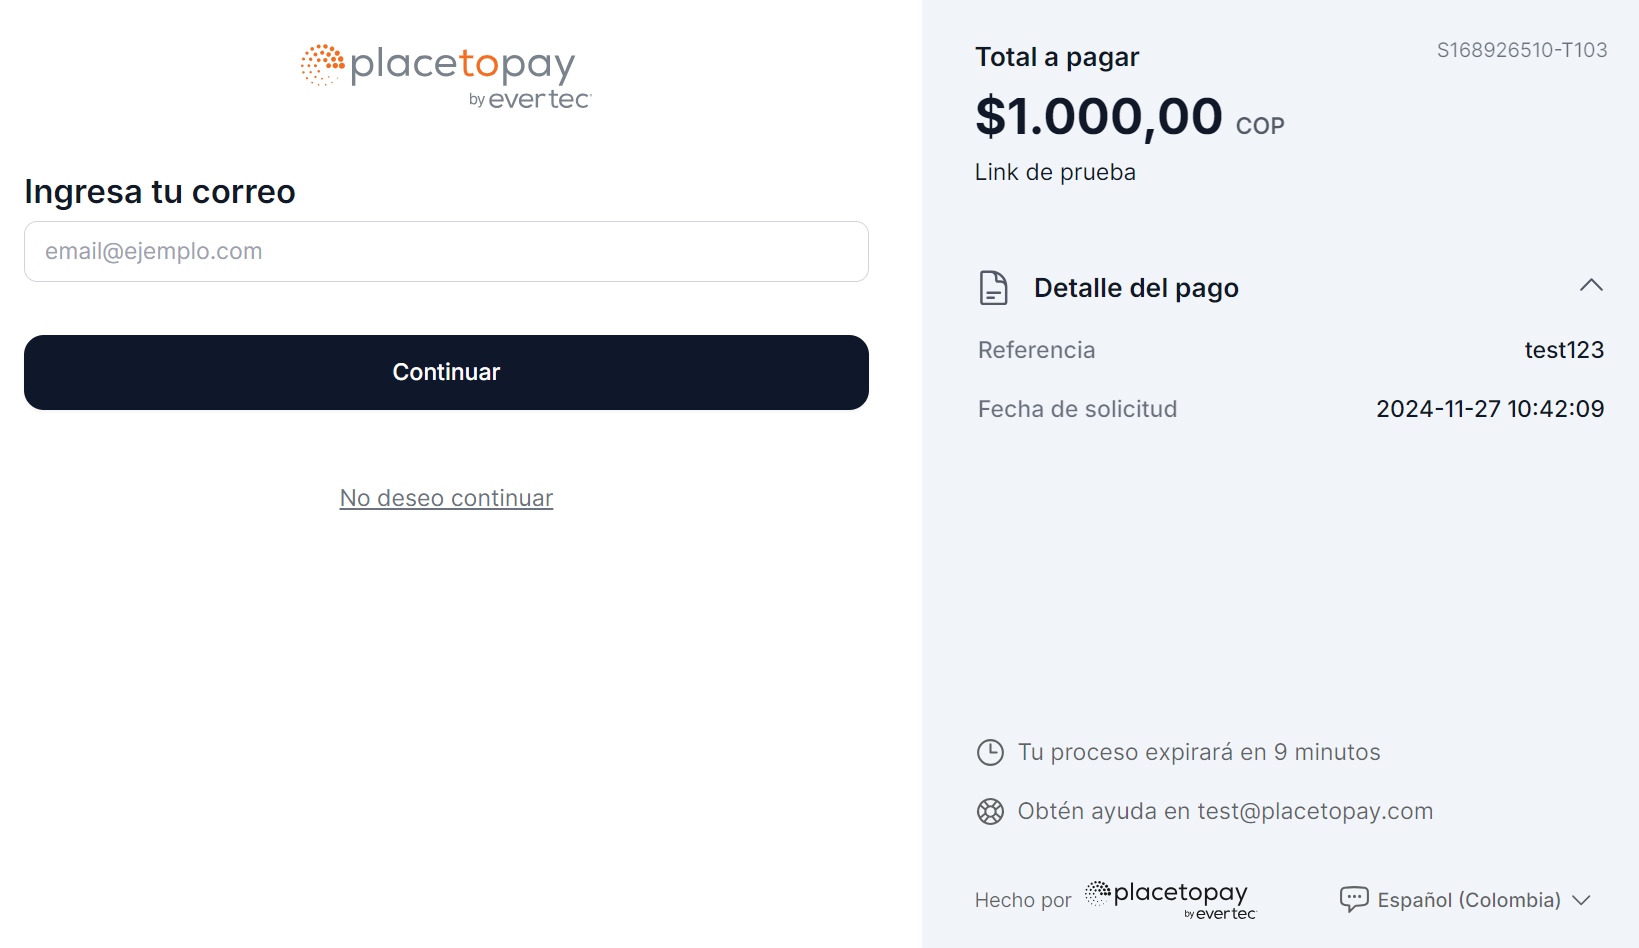 placetopay
by evertec
Ingresa tu correo
email@ejemplo.com
Continuar
No deseo continuar
Total a pagar
S168926510-T103
$1.000,00 COP
Link de prueba
Detalle del pago
Referencia test123
Fecha de solicitud 2024-11-27 10:42:09
Tu proceso expirará en 9 minutos
Obtén ayuda en test@placetopay.com
Hecho por placetopay
by evertec
Español (Colombia)